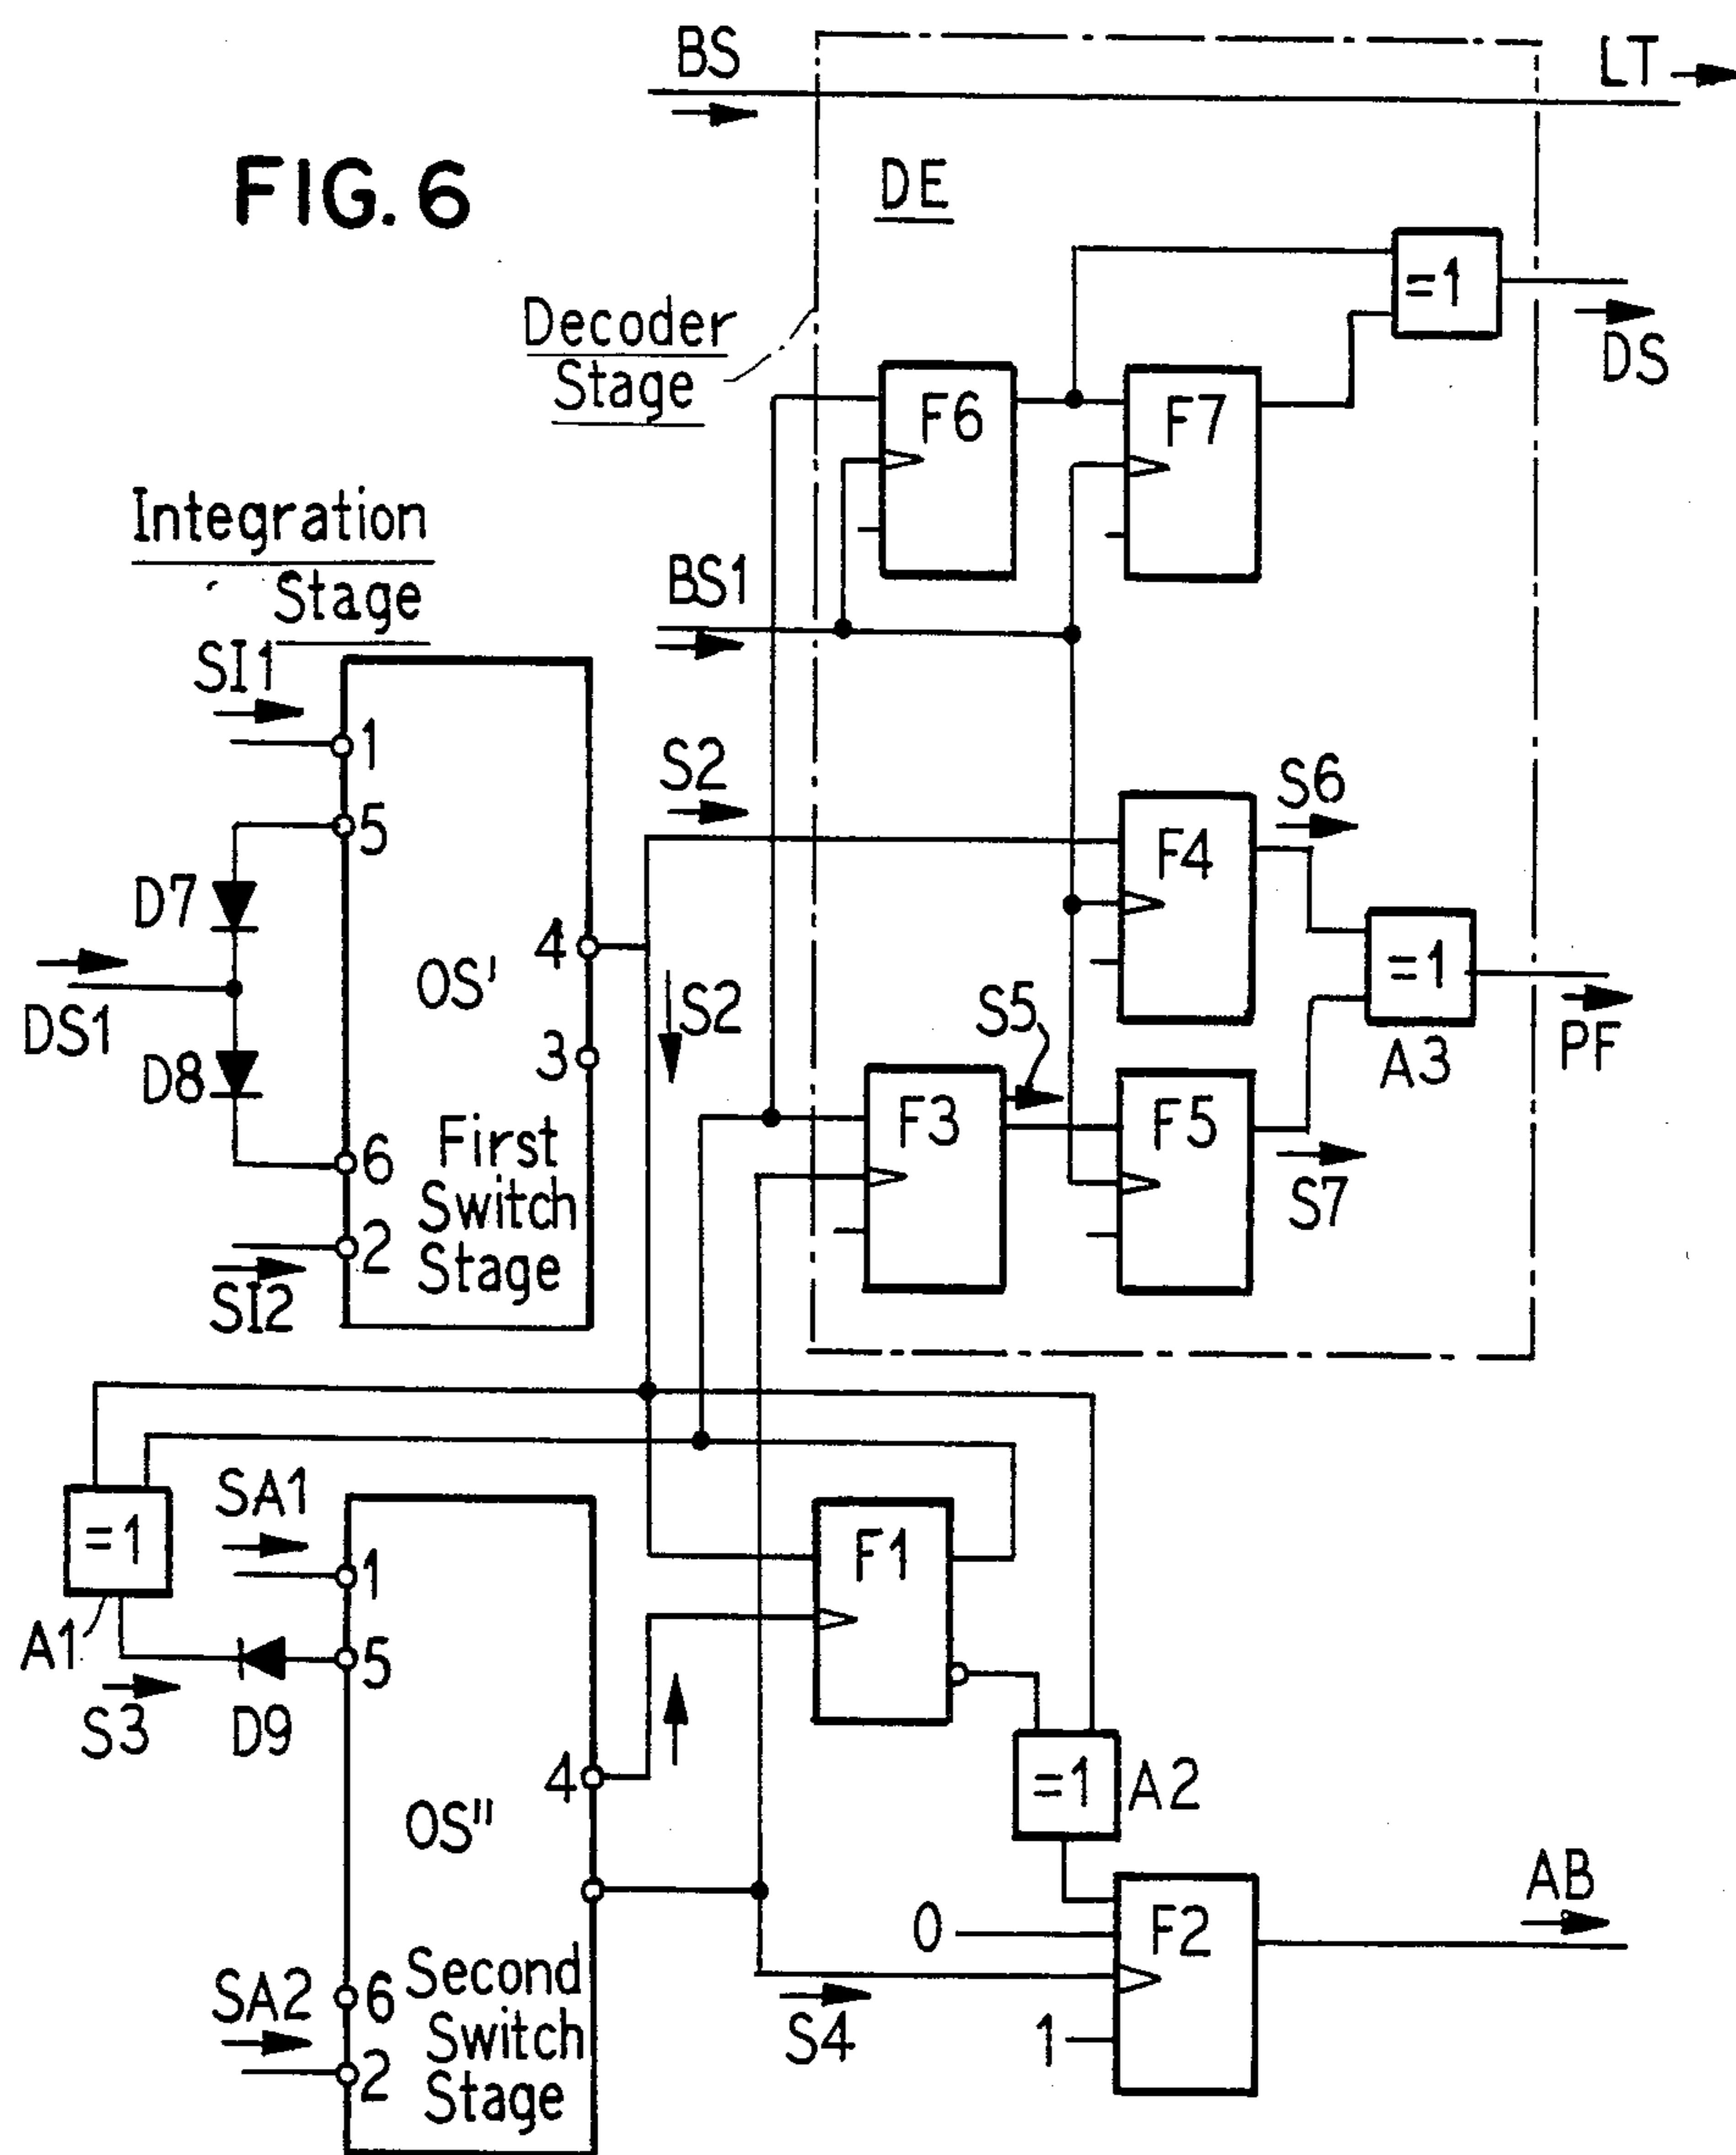 BS
LT
FIG. 6
DE
=1
Decoder
Stage
DS
F6
F7
Integration
Stage
BS1
SI1
1
S2
S6
5
F4
D7
4
OS'
=1
DS1
S2
S5
3
PF
D8
A3
F3
F5
6
First
Switch
Stage
S7
2
SI2
SA1
=1
F1
1
A1
5
S3
D9
4
=1
A2
OS"
AB
0
F2
SA2
6
Second
Switch
Stage
S4
1
2